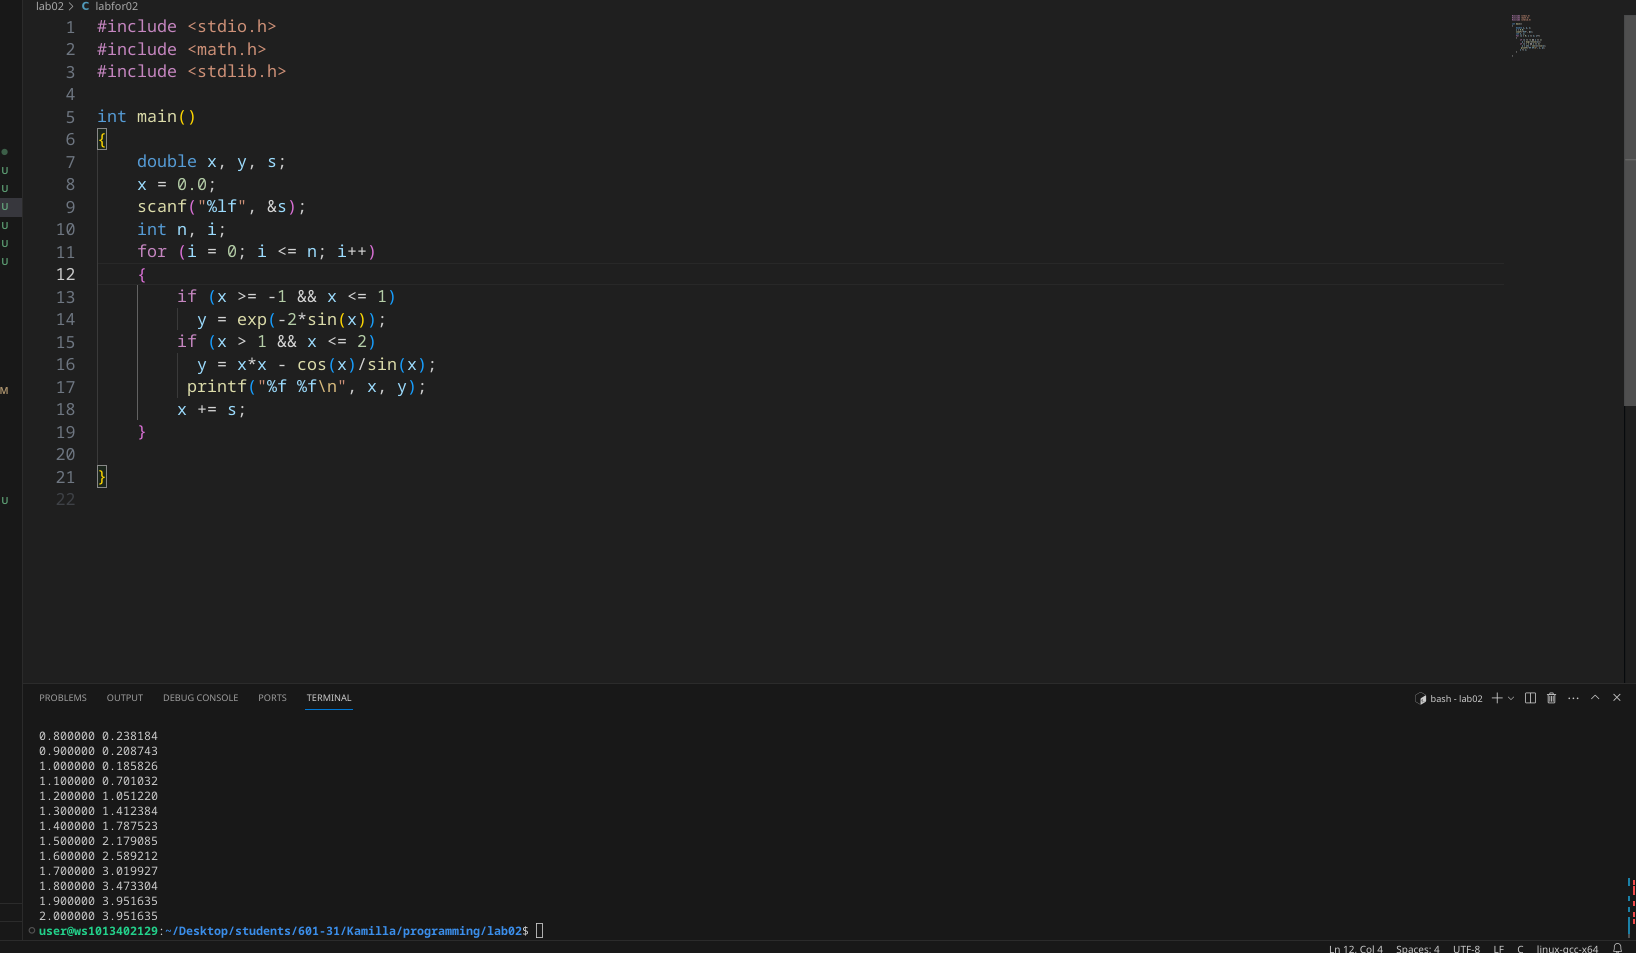 lab02 > C labfor02
1 #include <stdio.h>
2 #include <math.h>
3 #include <stdlib.h>
4
5 int main()
6 {
7     double x, y, s;
8     x = 0.0;
9     scanf("%lf", &s);
10     int n, i;
11     for (i = 0; i <= n; i++)
12     {
13         if (x >= -1 && x <= 1)
14           y = exp(-2*sin(x));
15         if (x > 1 && x <= 2)
16           y = x*x - cos(x)/sin(x);
17          printf("%f %f\n", x, y);
18         x += s;
19     }
20
21 }
22
U
U
U
U
U
U
M
U
PROBLEMS OUTPUT DEBUG CONSOLE PORTS TERMINAL
bash - lab02
0.800000 0.238184
0.900000 0.208743
1.000000 0.185826
1.100000 0.701032
1.200000 1.051220
1.300000 1.412384
1.400000 1.787523
1.500000 2.179085
1.600000 2.589212
1.700000 3.019927
1.800000 3.473304
1.900000 3.951635
2.000000 3.951635
user@ws1013402129:~/Desktop/students/601-31/Kamilla/programming/lab02$
Ln 12, Col 4 Spaces: 4 UTF-8 LF C linux-gcc-x64